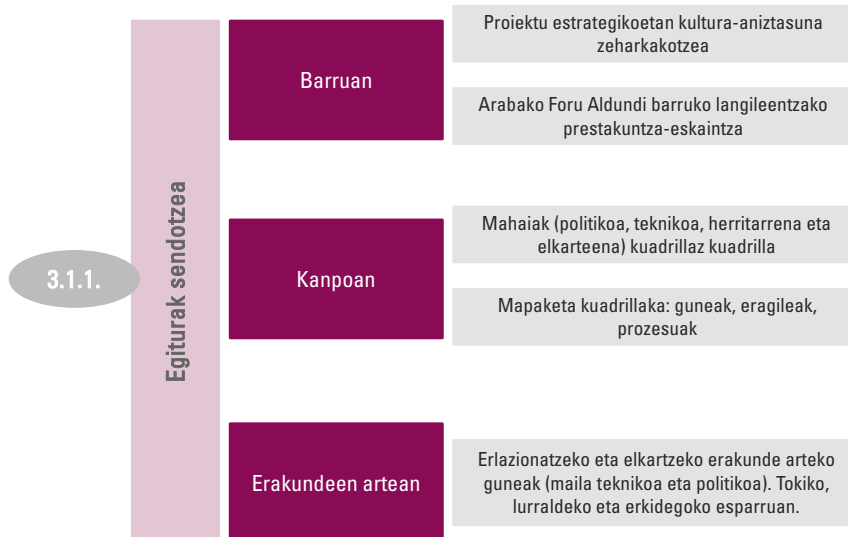 3.1.1.
Egiturak sendotzea
Barruan
Proiektu estrategikoetan kultura-aniztasuna
zeharkakotzea
Arabako Foru Aldundi barruko langileentzako
prestakuntza-eskaintza
Kanpoan
Mahaiak (politikoa, teknikoa, herritarrena eta
elkarteena) kuadrillaz kuadrilla
Mapaketa kuadrillaka: guneak, eragileak,
prozesuak
Erakundeen artean
Erlazionatzeko eta elkartzeko erakunde arteko
guneak (maila teknikoa eta politikoa). Tokiko,
lurraldeko eta erkidegoko esparruan.